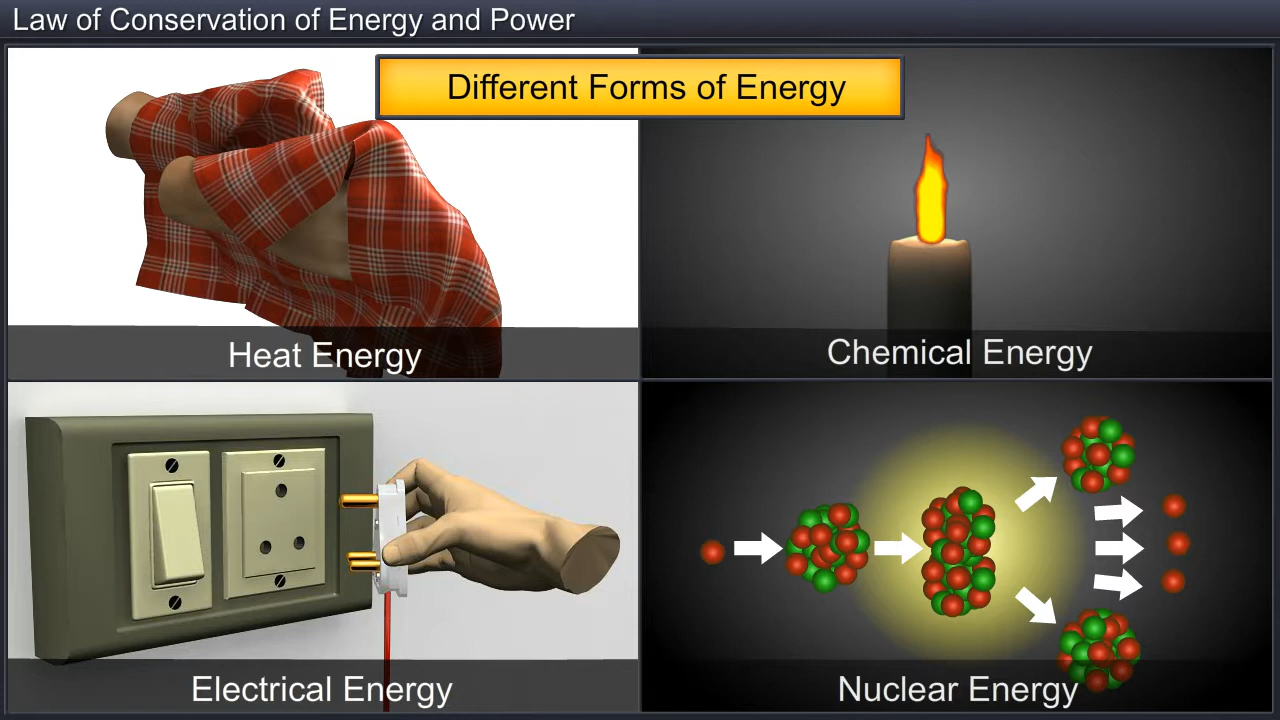 Law of Conservation of Energy and Power
Different Forms of Energy
Heat Energy
Chemical Energy
Electrical Energy
Nuclear Energy